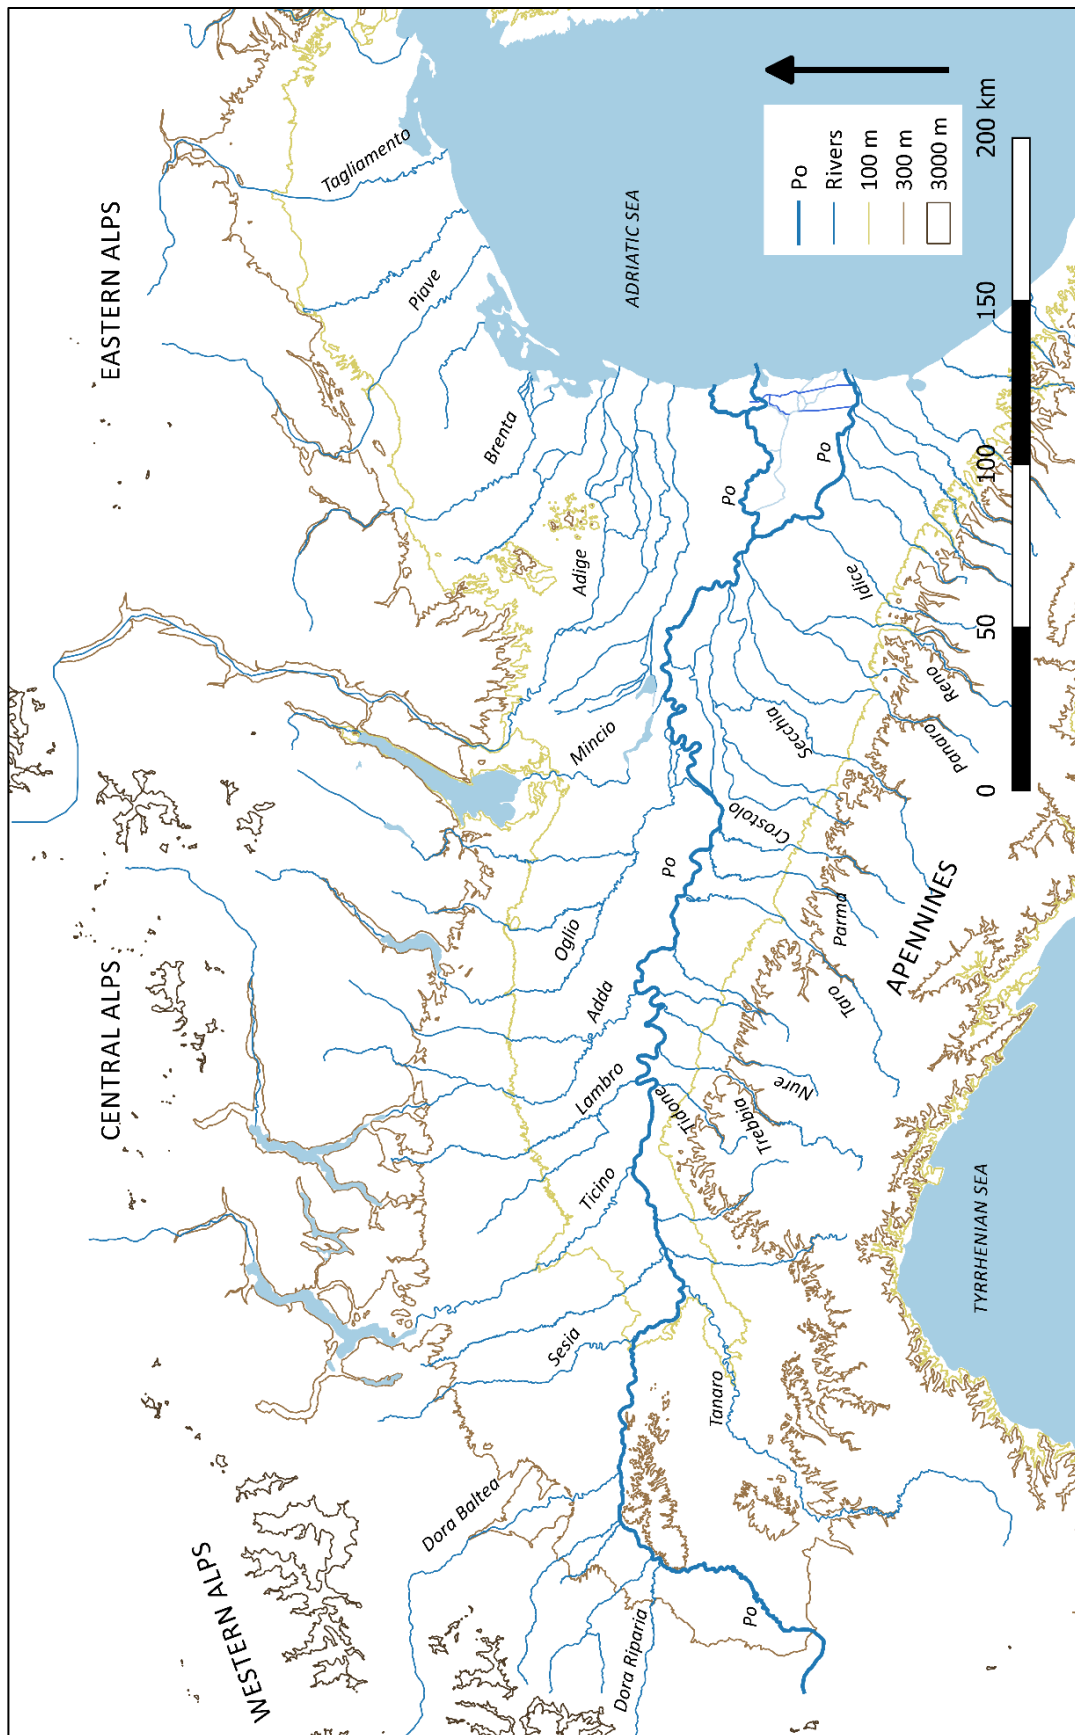 WESTERN ALPS
CENTRAL ALPS
EASTERN ALPS
Dora Baltea
Dora Riparia
Po
Sesia
Tanaro
Ticino
Lambro
Adda
Oglio
Mincio
Adige
Brenta
Piave
Tagliamento
Tidone
Trebbia
Nure
Taro
Parma
Po
Crostolo
Secchia
Panaro
Reno
Idice
Po
Po
APENNINES
TYRRHENIAN SEA
ADRIATIC SEA
Po
Rivers
100 m
300 m
3000 m
0 50 100 150 200 km